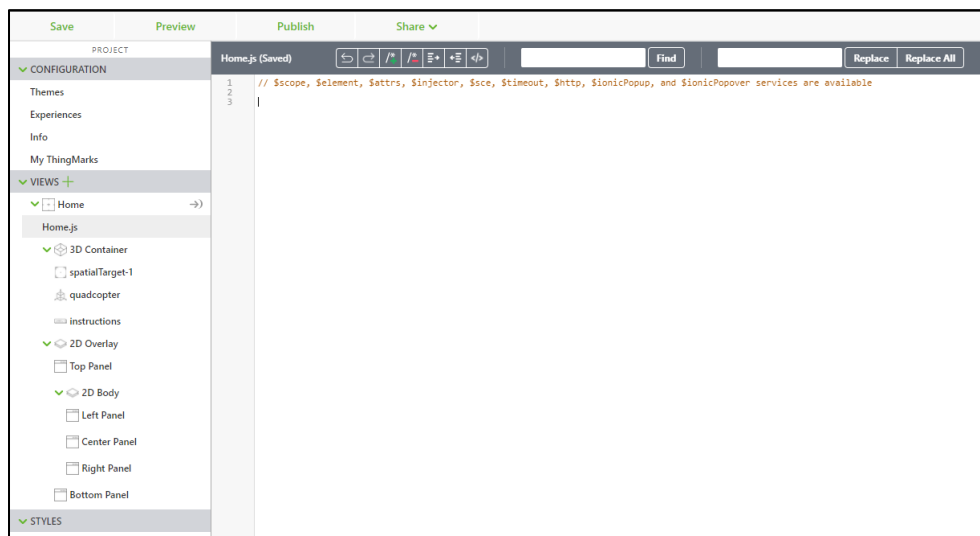 Save Preview Publish Share
PROJECT
CONFIGURATION
Themes
Experiences
Info
My ThingMarks
VIEWS
Home
Home.js
3D Container
spatialTarget-1
quadcopter
instructions
2D Overlay
Top Panel
2D Body
Left Panel
Center Panel
Right Panel
Bottom Panel
STYLES
Home.js (Saved) Find Replace Replace All
1 // $scope, $element, $attrs, $injector, $sce, $timeout, $http, $ionicPopup, and $ionicPopover services are available
2
3